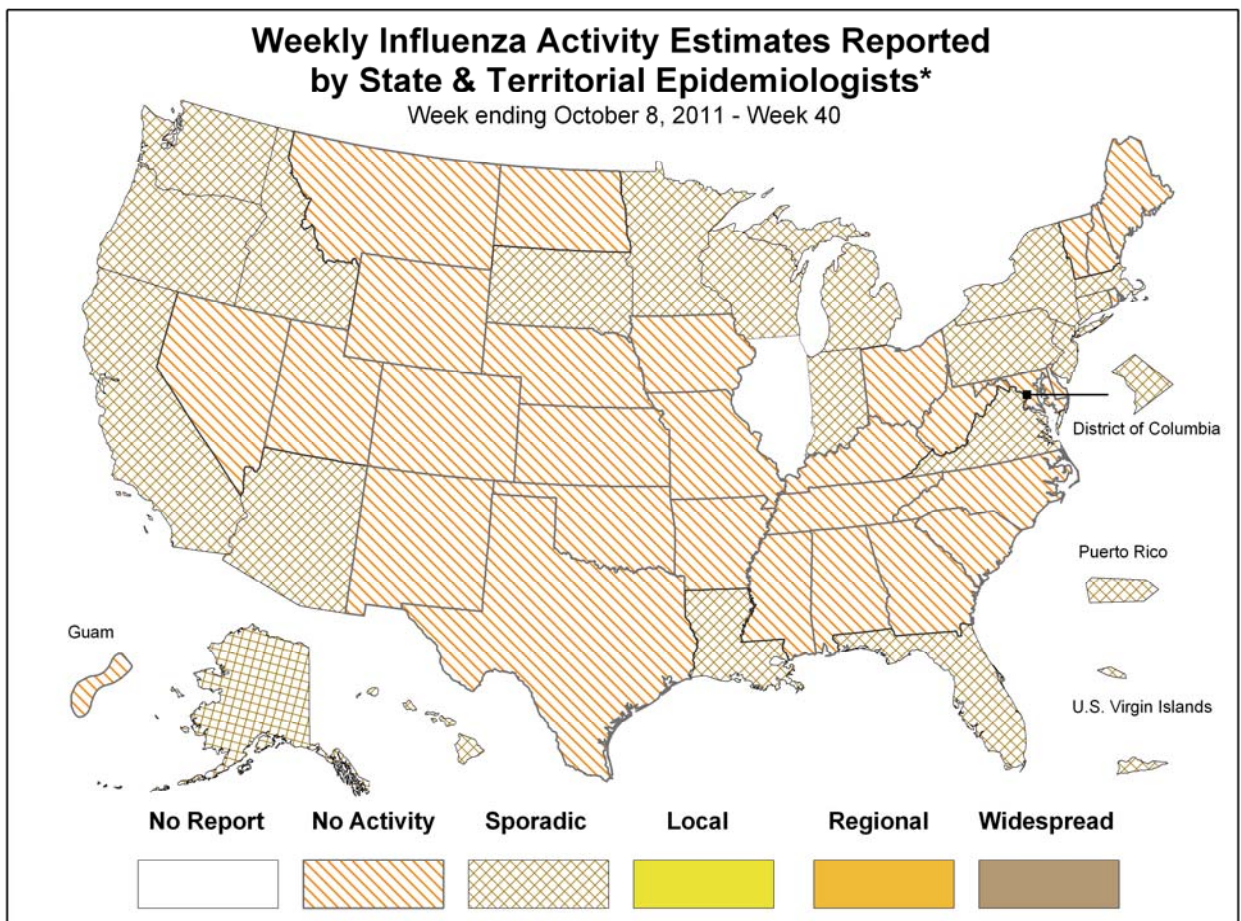 Weekly Influenza Activity Estimates Reported
by State & Territorial Epidemiologists*
Week ending October 8, 2011 - Week 40
District of Columbia
Puerto Rico
Guam
U.S. Virgin Islands
No Report No Activity Sporadic Local Regional Widespread